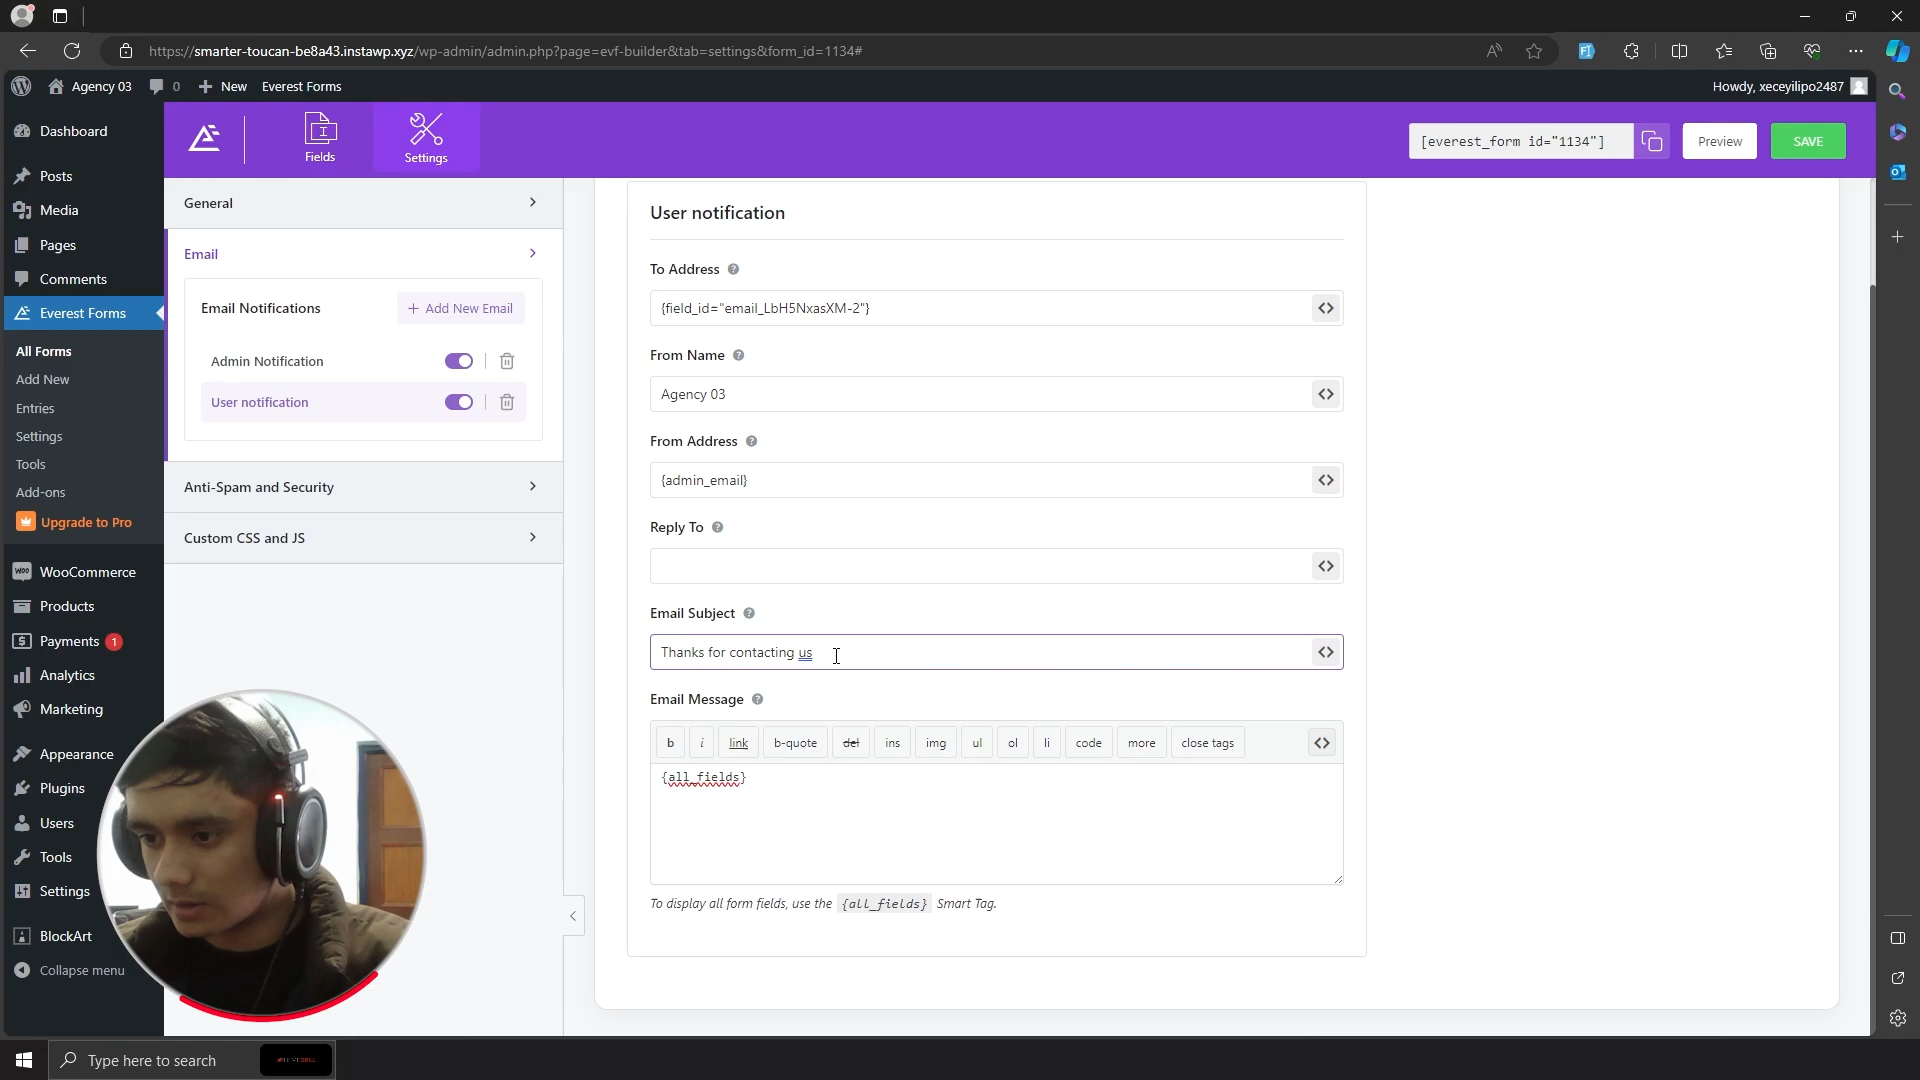 https://smarter-toucan-be8a43.instawp.xyz/wp-admin/admin.php?page=evf-builder&tab=settings&form_id=1134#
Agency 03
0
New
Everest Forms
Howdy, xeceyilipo2487
Dashboard
Posts
Media
Pages
Comments
Everest Forms
All Forms
Add New
Entries
Settings
Tools
Add-ons
Upgrade to Pro
WooCommerce
Products
Payments 1
Analytics
Marketing
Appearance
Plugins
Users
Tools
Settings
BlockArt
Collapse menu
Fields
Settings
[everest_form id="1134"]
Preview
SAVE
General
Email
Email Notifications
+ Add New Email
Admin Notification
User notification
Anti-Spam and Security
Custom CSS and JS
User notification
To Address
{field_id="email_LbH5NxasXM-2"}
From Name
Agency 03
From Address
{admin_email}
Reply To
Email Subject
Thanks for contacting us
Email Message
b
i
link
b-quote
del
ins
img
ul
ol
li
code
more
close tags
{all_fields}
To display all form fields, use the {all_fields} Smart Tag.
Type here to search